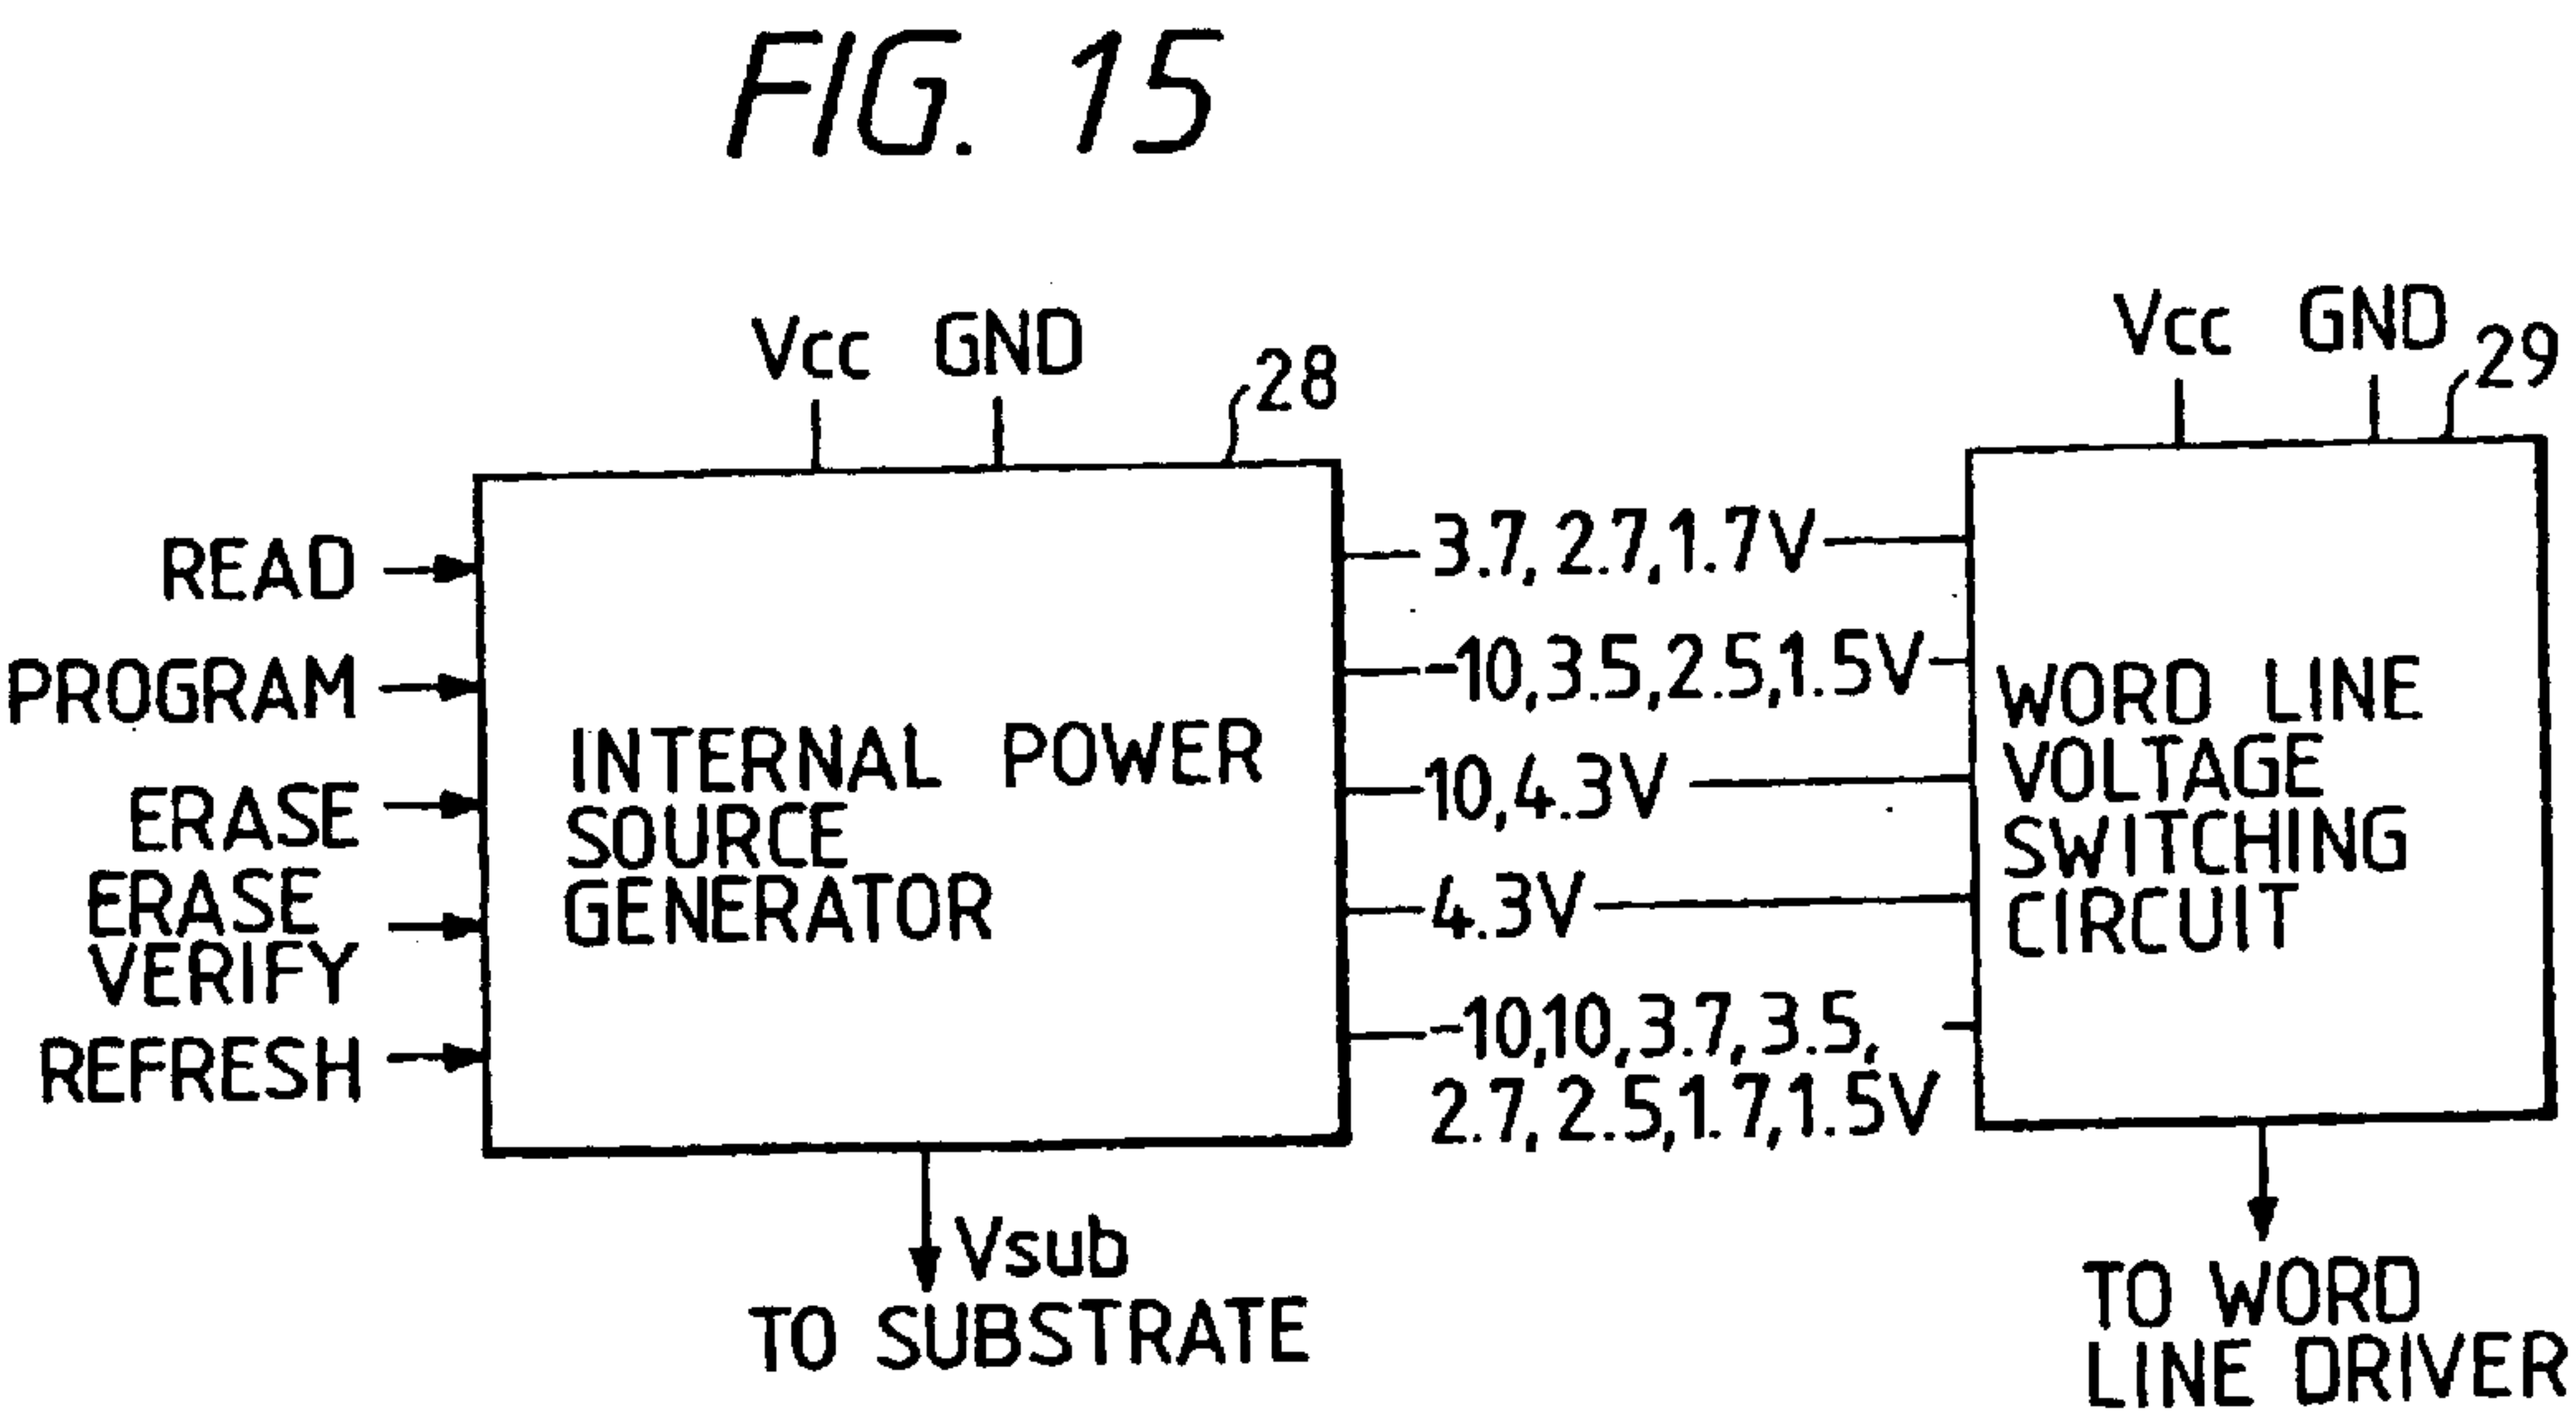 FIG. 15
Vcc GND
28
Vcc GND
29
READ
PROGRAM
ERASE
ERASE
VERIFY
REFRESH
INTERNAL POWER
SOURCE
GENERATOR
3.7, 2.7, 1.7V
-10, 3.5, 2.5, 1.5V
10, 4.3V
4.3V
-10, 10, 3.7, 3.5,
2.7, 2.5, 1.7, 1.5V
WORD LINE
VOLTAGE
SWITCHING
CIRCUIT
Vsub
TO SUBSTRATE
TO WORD
LINE DRIVER